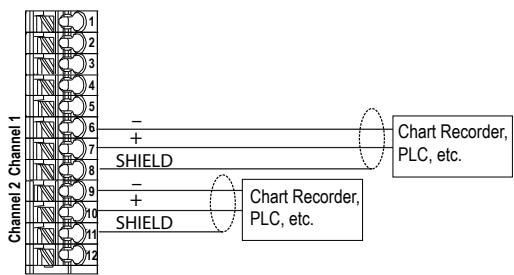 1
2
3
4
5
6
7
8
9
10
11
12
Channel 2 Channel 1
–
+
SHIELD
Chart Recorder,
PLC, etc.
–
+
SHIELD
Chart Recorder,
PLC, etc.